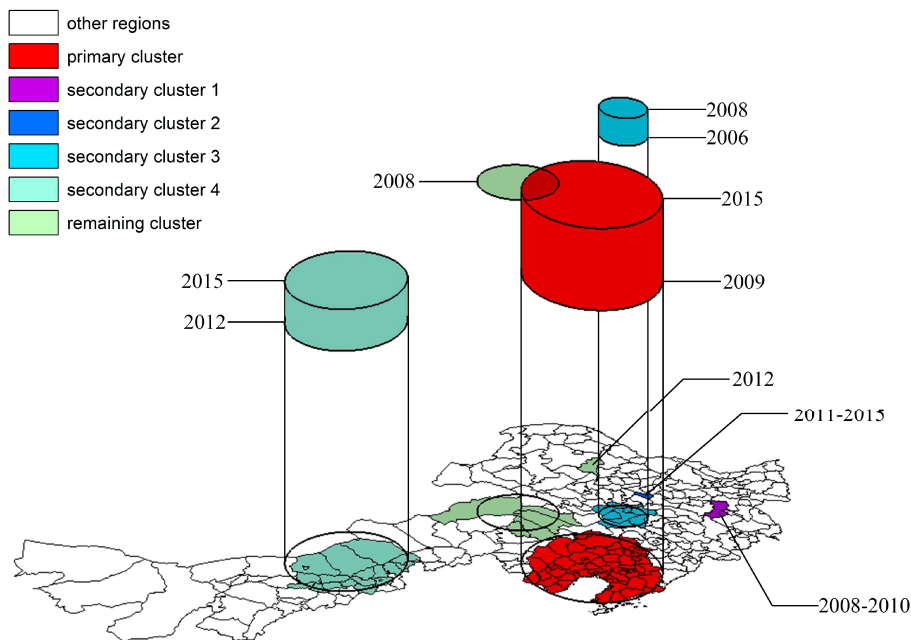 other regions
primary cluster
secondary cluster 1
secondary cluster 2
secondary cluster 3
secondary cluster 4
remaining cluster
2008
2006
2008
2015
2009
2015
2012
2012
2011-2015
2008-2010